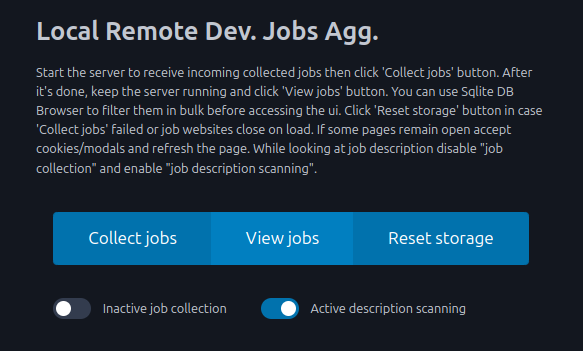 Local Remote Dev. Jobs Agg.
Start the server to receive incoming collected jobs then click 'Collect jobs' button. After
it's done, keep the server running and click 'View jobs' button. You can use Sqlite DB
Browser to filter them in bulk before accessing the ui. Click 'Reset storage' button in case
'Collect jobs' failed or job websites close on load. If some pages remain open accept
cookies/modals and refresh the page. While looking at job description disable "job
collection" and enable "job description scanning".
Collect jobs View jobs Reset storage
Inactive job collection Active description scanning